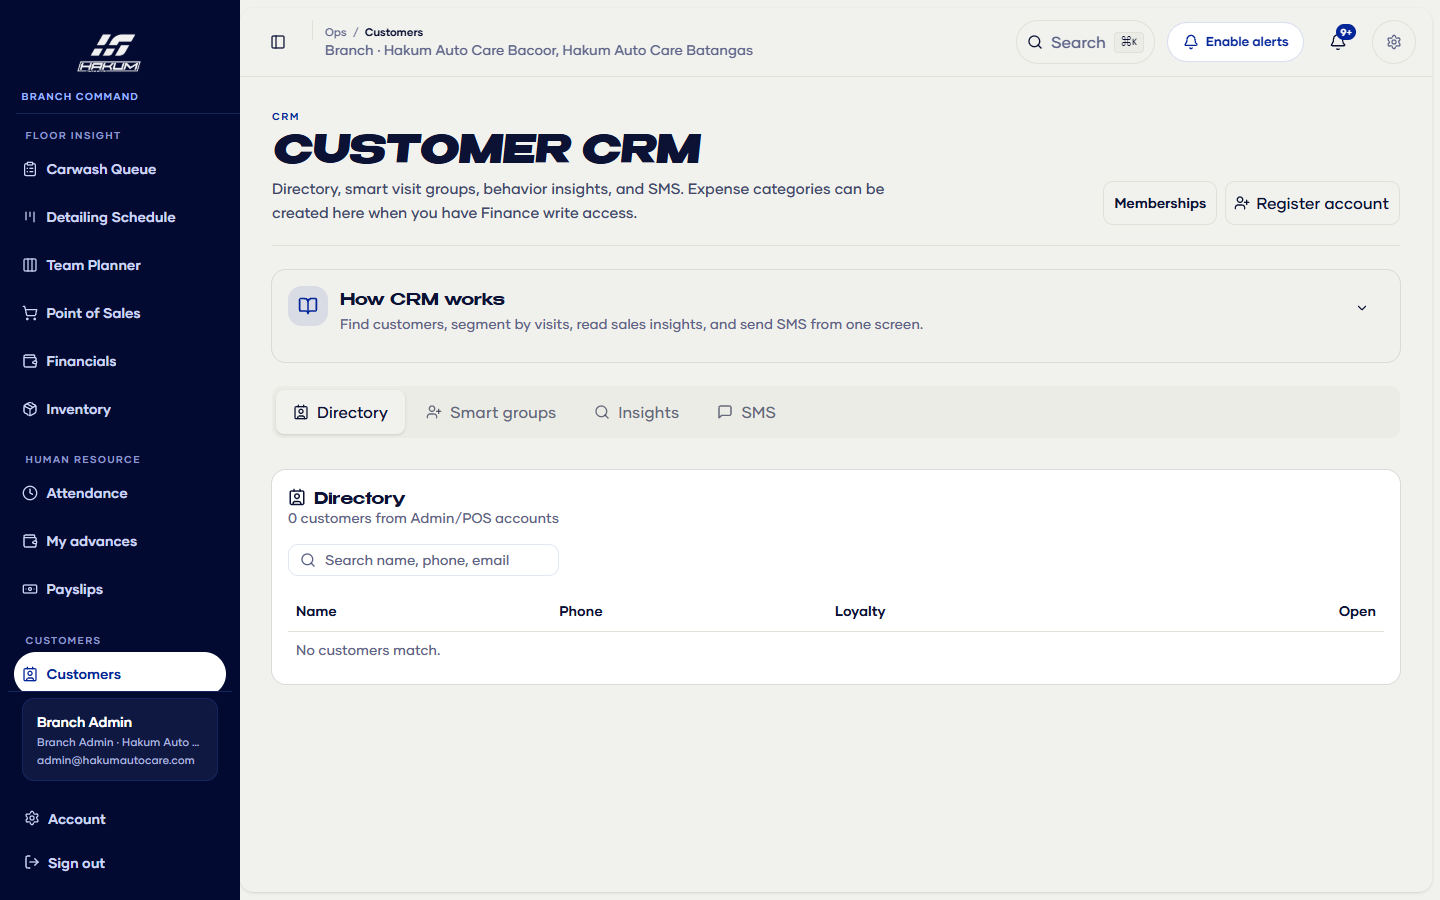 HAKUM
BRANCH COMMAND
FLOOR INSIGHT
Carwash Queue
Detailing Schedule
Team Planner
Point of Sales
Financials
Inventory
HUMAN RESOURCE
Attendance
My advances
Payslips
CUSTOMERS
Customers
Branch Admin
Branch Admin · Hakum Auto ...
admin@hakumautocare.com
Account
Sign out
Ops / Customers
Branch · Hakum Auto Care Bacoor, Hakum Auto Care Batangas
Search ⌘K
Enable alerts
9+
CRM
CUSTOMER CRM
Directory, smart visit groups, behavior insights, and SMS. Expense categories can be
created here when you have Finance write access.
Memberships
Register account
How CRM works
Find customers, segment by visits, read sales insights, and send SMS from one screen.
Directory
Smart groups
Insights
SMS
Directory
0 customers from Admin/POS accounts
Search name, phone, email
Name Phone Loyalty Open
No customers match.